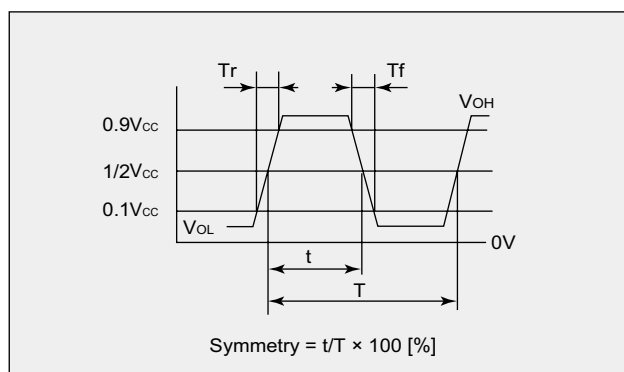 Tr
Tf
VOH
0.9Vcc
1/2Vcc
0.1Vcc
VOL
0V
t
T
Symmetry = t/T × 100 [%]